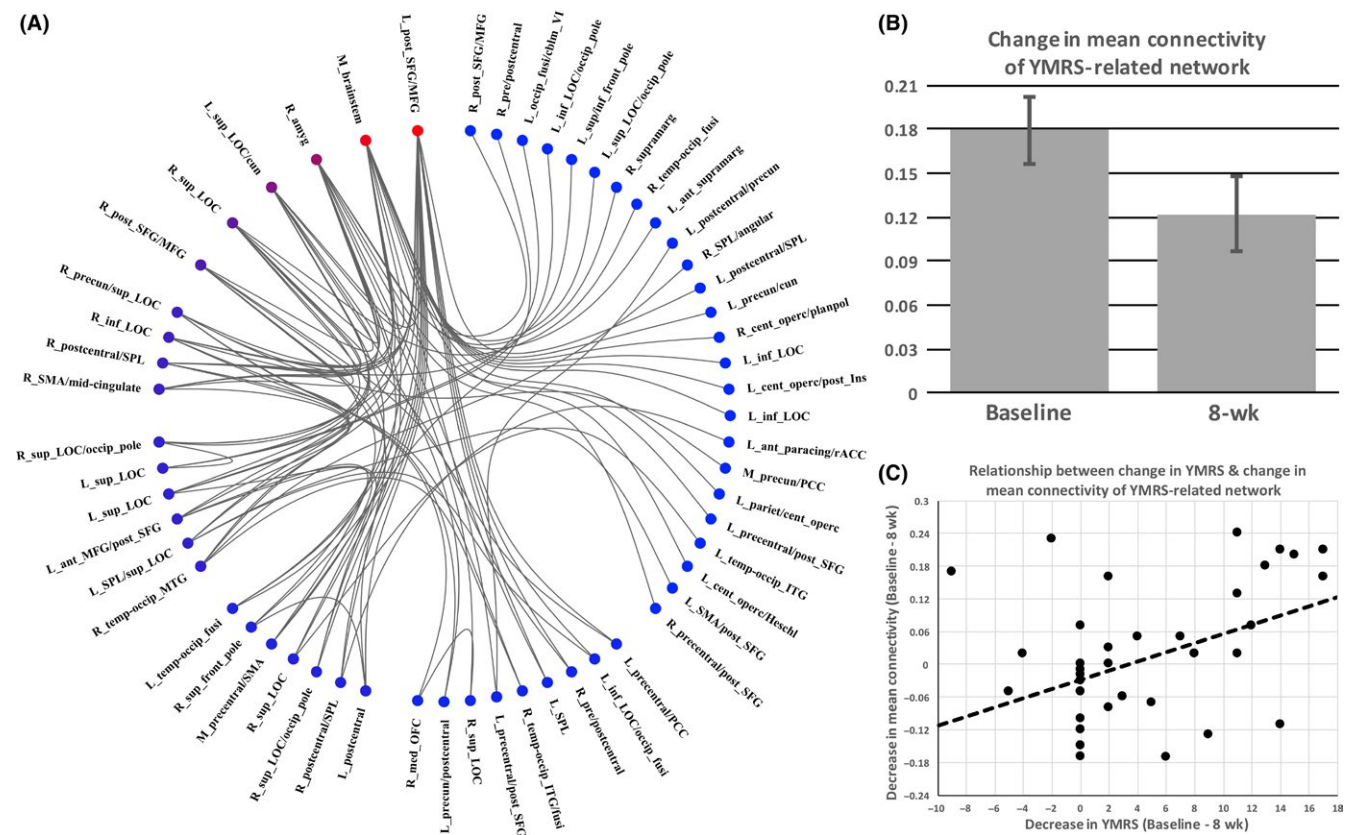 (A)
L_post_SFG/MFG
M_brainstem
R_amyg
L_sup_LOC/cun
R_sup_LOC
R_post_SFG/MFG
R_precun/sup_LOC
R_inf_LOC
R_postcentral/SPL
R_SMA/mid-cingulate
R_sup_LOC/occip_pole
L_sup_LOC
L_sup_LOC
L_ant_MFG/post_SFG
L_SPL/sup_LOC
R_temp-occip_MTG
L_temp-occip_fusi
R_sup_front_pole
M_precentral/SMA
R_sup_LOC
R_sup_LOC/occip_pole
R_postcentral/SPL
L_postcentral
R_med_OFC
L_precun/postcentral
R_sup_LOC
L_precentral/post_SFG
R_temp-occip_ITG/fusi
L_SPL
R_pre/postcentral
L_inf_LOC/occip_fusi
L_precentral/PCC
R_precentral/post_SFG
L_SMA/post_SFG
L_cent_operc/Heschl
L_temp-occip_ITG
L_precentral/post_SFG
L_pariet/cent_operc
M_precun/PCC
L_ant_paracing/rACC
L_inf_LOC
L_cent_operc/post_Ins
L_inf_LOC
R_cent_operc/planpol
L_precun/cun
L_postcentral/SPL
R_SPL/angular
L_postcentral/precun
L_ant_supramarg
R_temp-occip_fusi
R_supramarg
L_sup_LOC/occip_pole
L_sup/inf_front_pole
L_inf_LOC/occip_pole
L_occip_fusi/cblm_VI
R_pre/postcentral
R_post_SFG/MFG
(B)
Change in mean connectivity
of YMRS-related network
0.21
0.18
0.15
0.12
0.09
0.06
0.03
0
Baseline 8-wk
(C)
Relationship between change in YMRS & change in
mean connectivity of YMRS-related network
Decrease in mean connectivity (Baseline - 8 wk)
0.3
0.24
0.18
0.12
0.06
0
−0.06
−0.12
−0.18
−0.24
−10 −8 −6 −4 −2 0 2 4 6 8 10 12 14 16 18
Decrease in YMRS (Baseline - 8 wk)